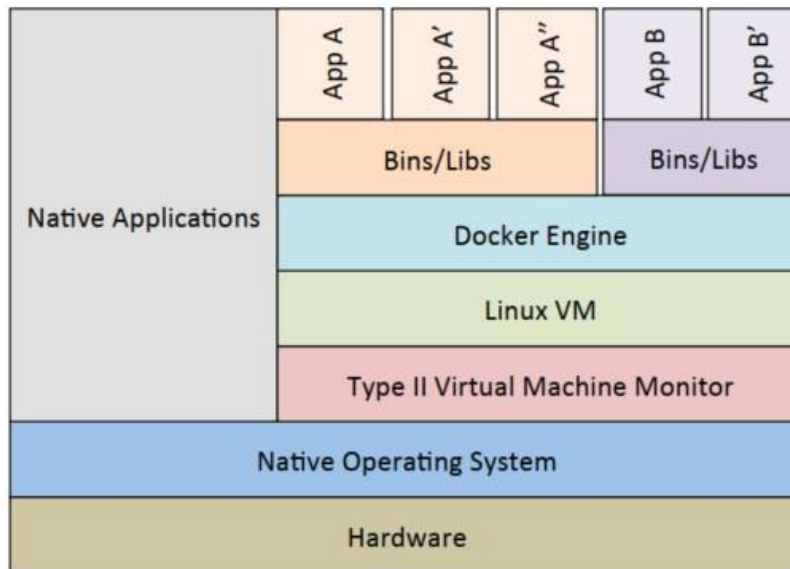 App A
App A′
App A″
App B
App B′
Bins/Libs
Bins/Libs
Native Applications
Docker Engine
Linux VM
Type II Virtual Machine Monitor
Native Operating System
Hardware